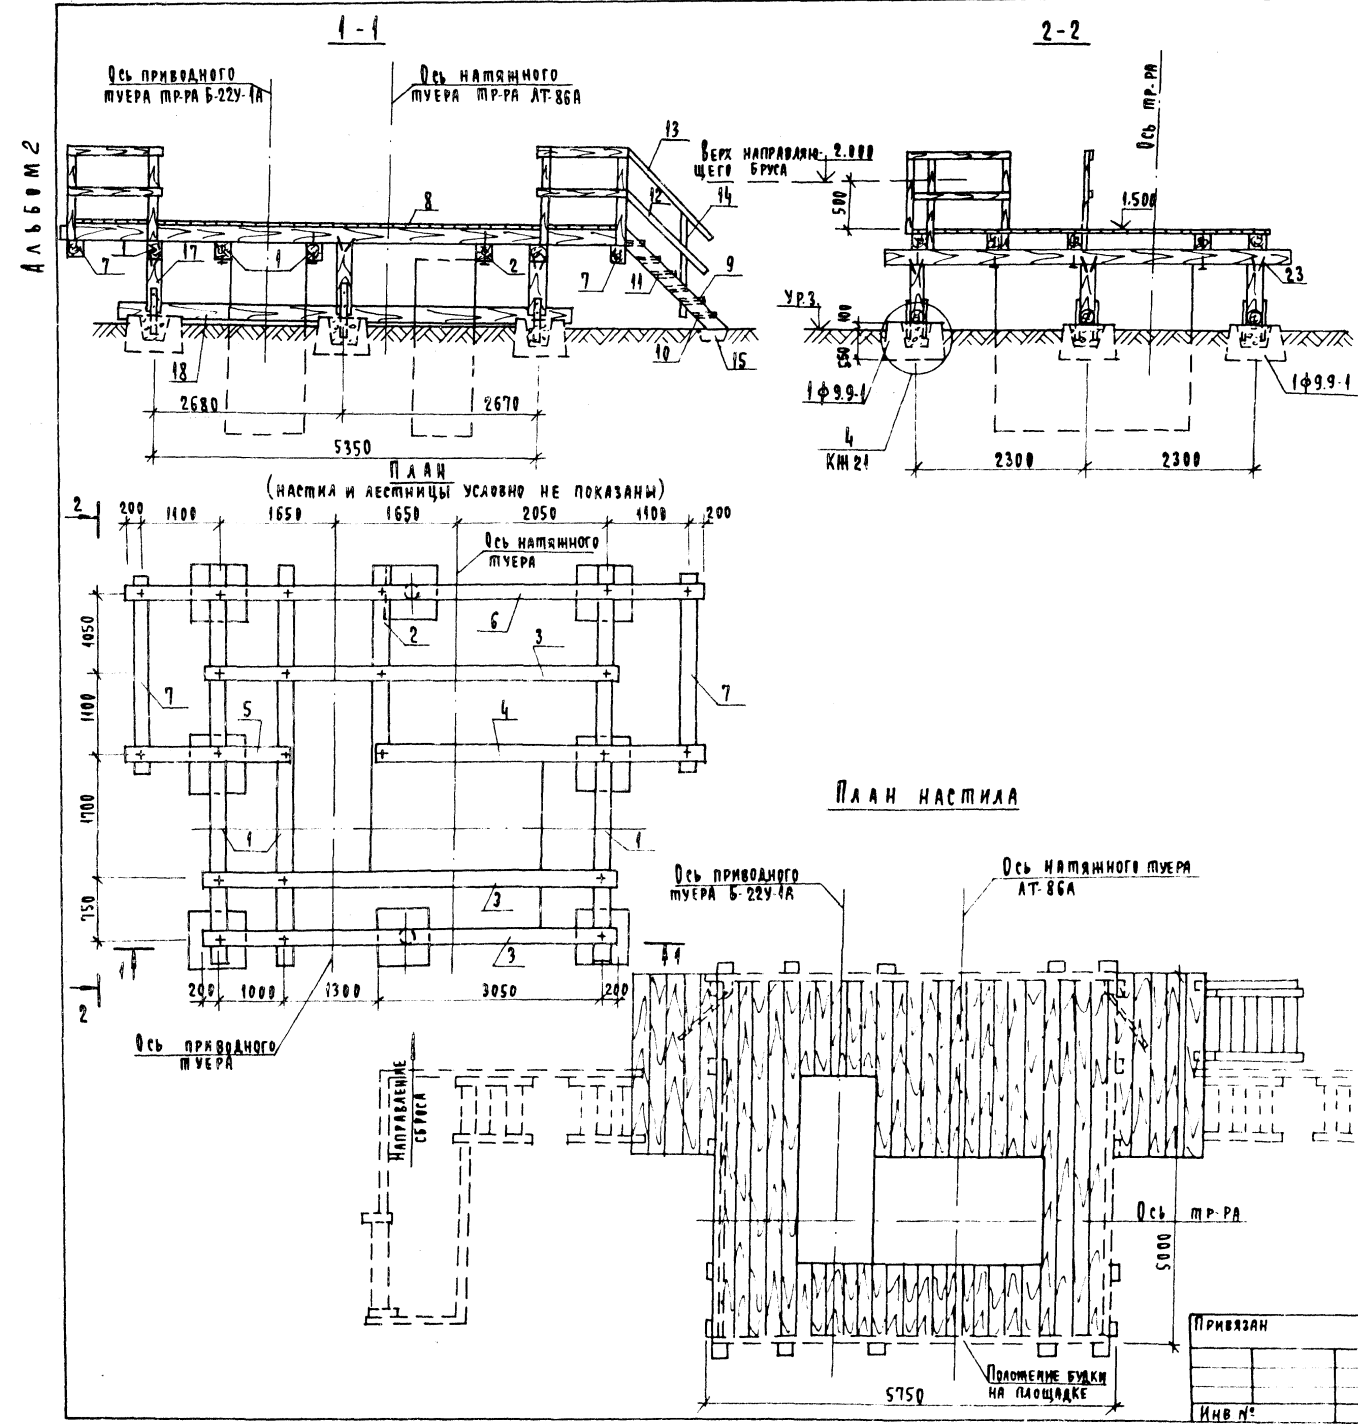 Альбом 2
1-1
Ось приводного
туера тр-ра Б-22У-1А
Ось натяжного
туера тр-ра ЛТ-86А
13
12
14
8
7
17
1
2
7
11
9
10
15
18
2680
2670
5350
2-2
Ось тр-ра
Верх направляю-
щего бруса
2.000
500
1.500
Ур.з.
100
550
23
1ф9.9-1
1ф9.9-1
4
КЖ21
2300
2300
План
(настил и лестницы условно не показаны)
2
200
1100
1650
1650
2050
1100
200
Ось натяжного
туера
1050
1100
1700
750
6
2
3
7
7
5
4
1
1
3
3
1
1
2
200
1000
1300
3050
200
Ось приводного
туера
Направление
сброса
План настила
Ось приводного
туера Б-22У-1А
Ось натяжного туера
ЛТ-86А
Ось тр-ра
5000
Положение будки
на площадке
5750
Привязан
Инв №